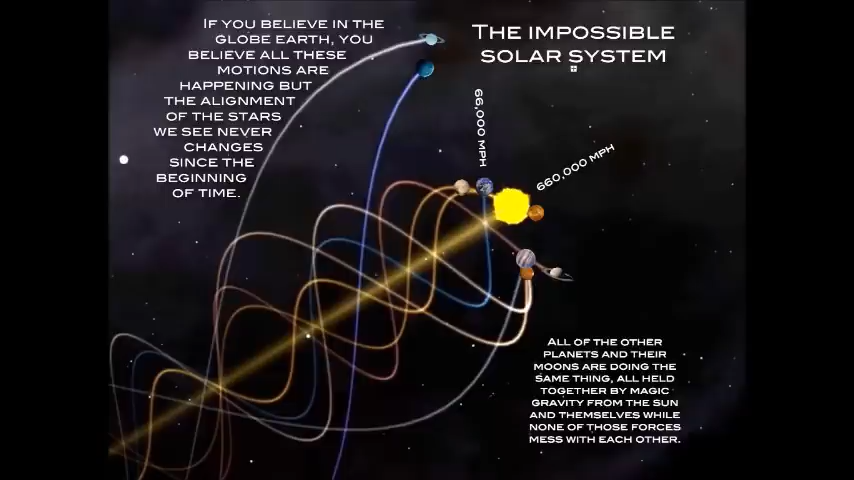 If you believe in the
globe earth, you
believe all these
motions are
happening but
the alignment
of the stars
we see never
changes
since the
beginning
of time.
The impossible
solar system
66,000 mph
660,000 mph
All of the other
planets and their
moons are doing the
same thing, all held
together by magic
gravity from the sun
and themselves while
none of those forces
mess with each other.